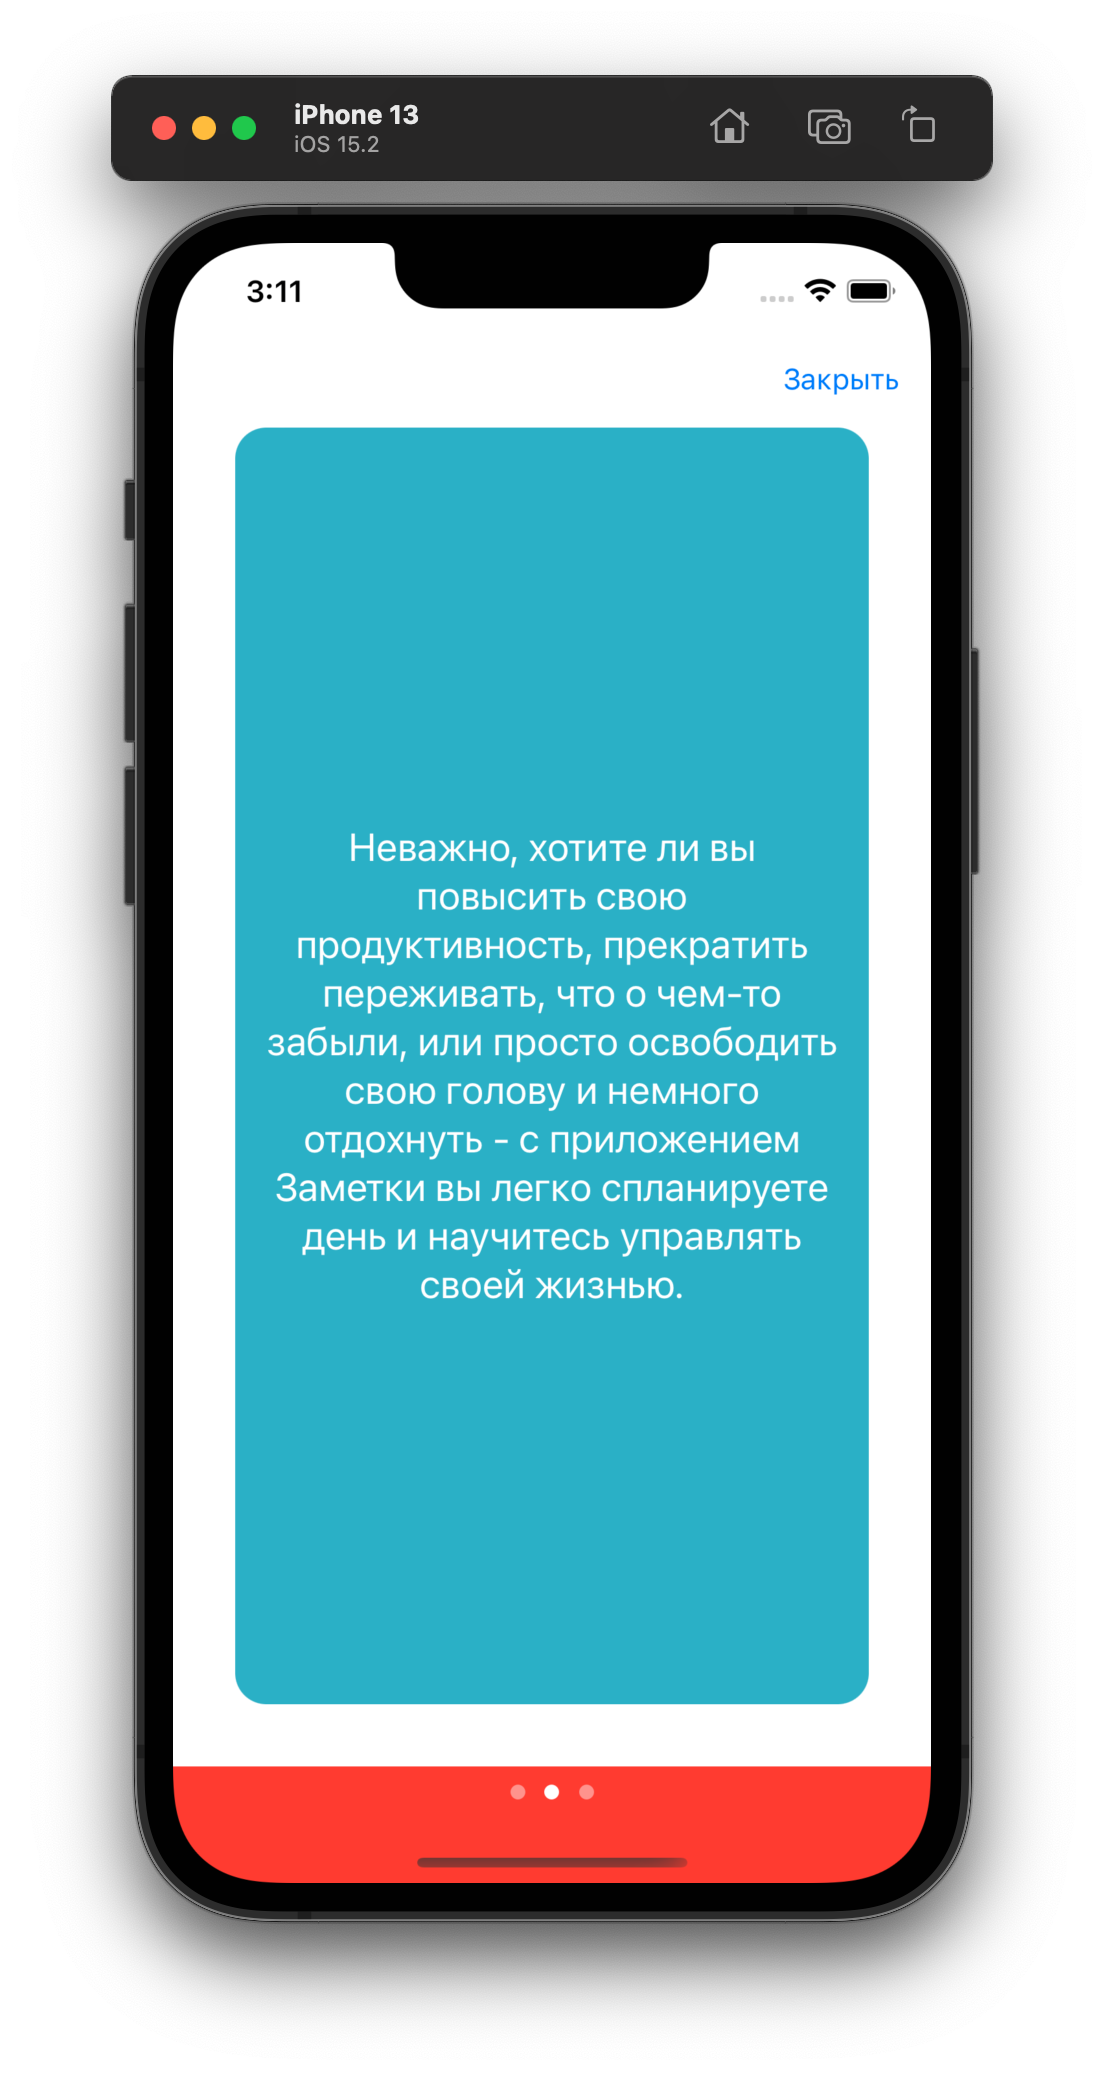 iPhone 13
iOS 15.2
3:11
Закрыть
Неважно, хотите ли вы
повысить свою
продуктивность, прекратить
переживать, что о чем-то
забыли, или просто освободить
свою голову и немного
отдохнуть - с приложением
Заметки вы легко спланируете
день и научитесь управлять
своей жизнью.